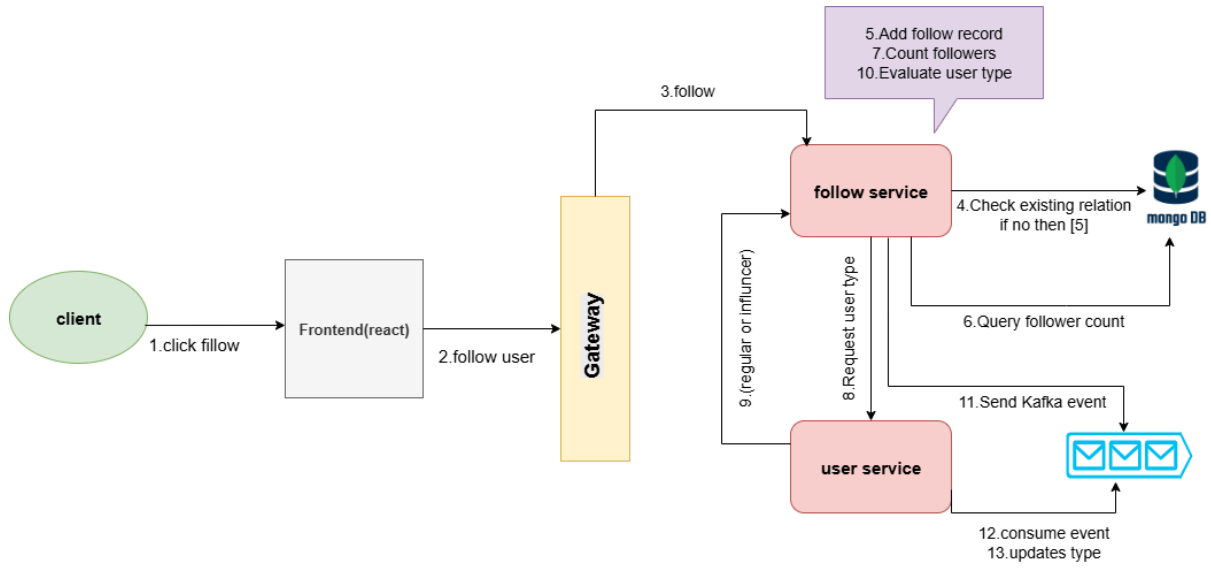 5.Add follow record
7.Count followers
10.Evaluate user type
3.follow
follow service
4.Check existing relation
if no then [5]
mongo DB
client
1.click fillow
Frontend(react)
2.follow user
Gateway
9.(regular or influncer)
8.Request user type
6.Query follower count
11.Send Kafka event
user service
12.consume event
13.updates type